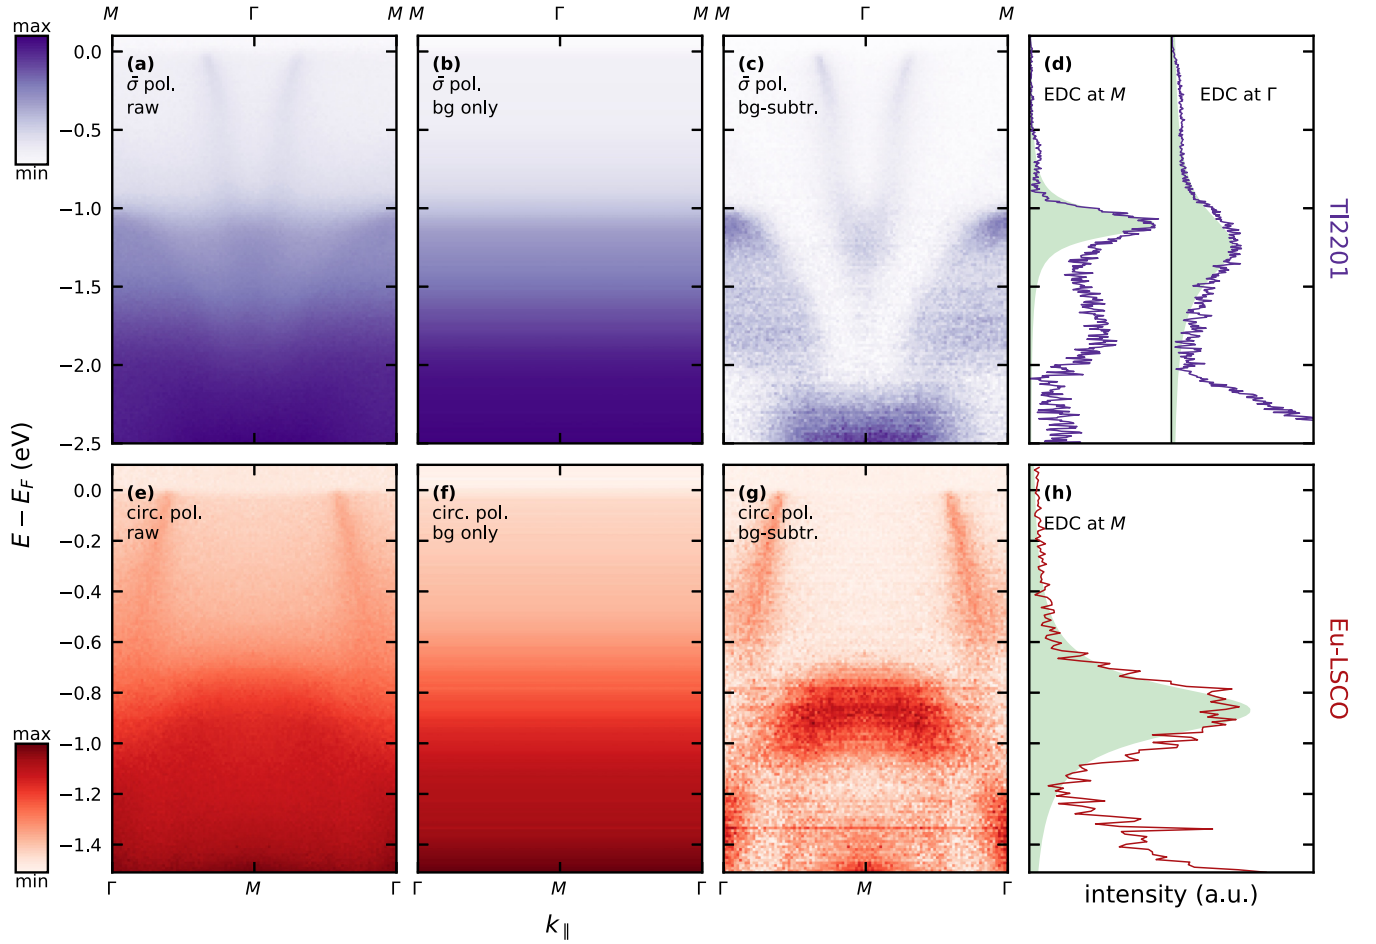 M Γ M M Γ M M Γ M
max
min
0.0
−0.5
−1.0
−1.5
−2.0
−2.5
(a)
σ̄ pol.
raw
(b)
σ̄ pol.
bg only
(c)
σ̄ pol.
bg-subtr.
(d)
EDC at M
EDC at Γ
Tl2201
E − E_F (eV)
0.0
−0.2
−0.4
−0.6
−0.8
−1.0
−1.2
−1.4
max
min
(e)
circ. pol.
raw
(f)
circ. pol.
bg only
(g)
circ. pol.
bg-subtr.
(h)
EDC at M
Eu-LSCO
Γ M Γ Γ M Γ Γ M Γ
k_∥
intensity (a.u.)